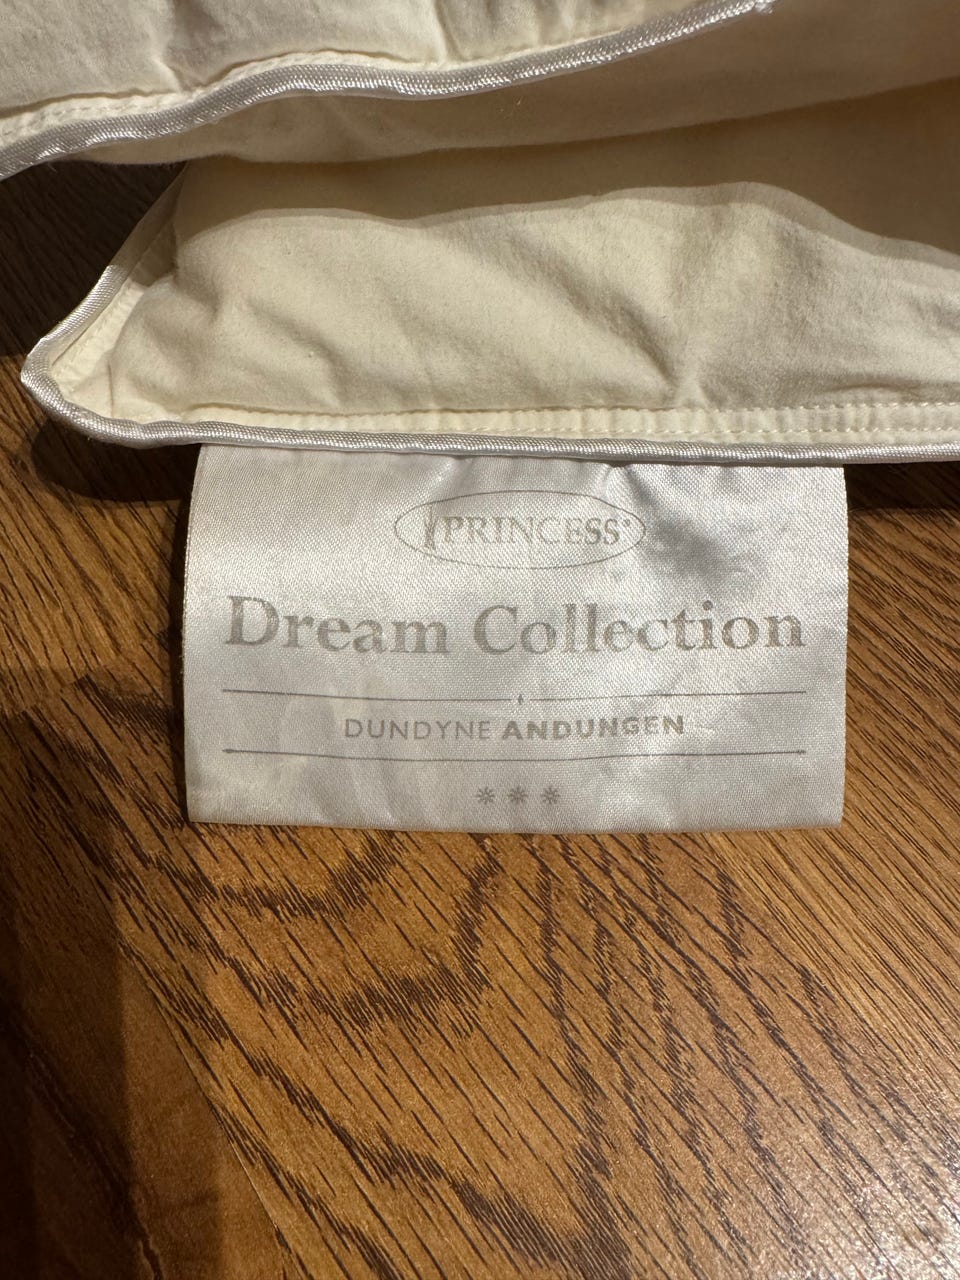 PRINCESS®
Dream Collection
DUNDYNE ANDUNGEN
***